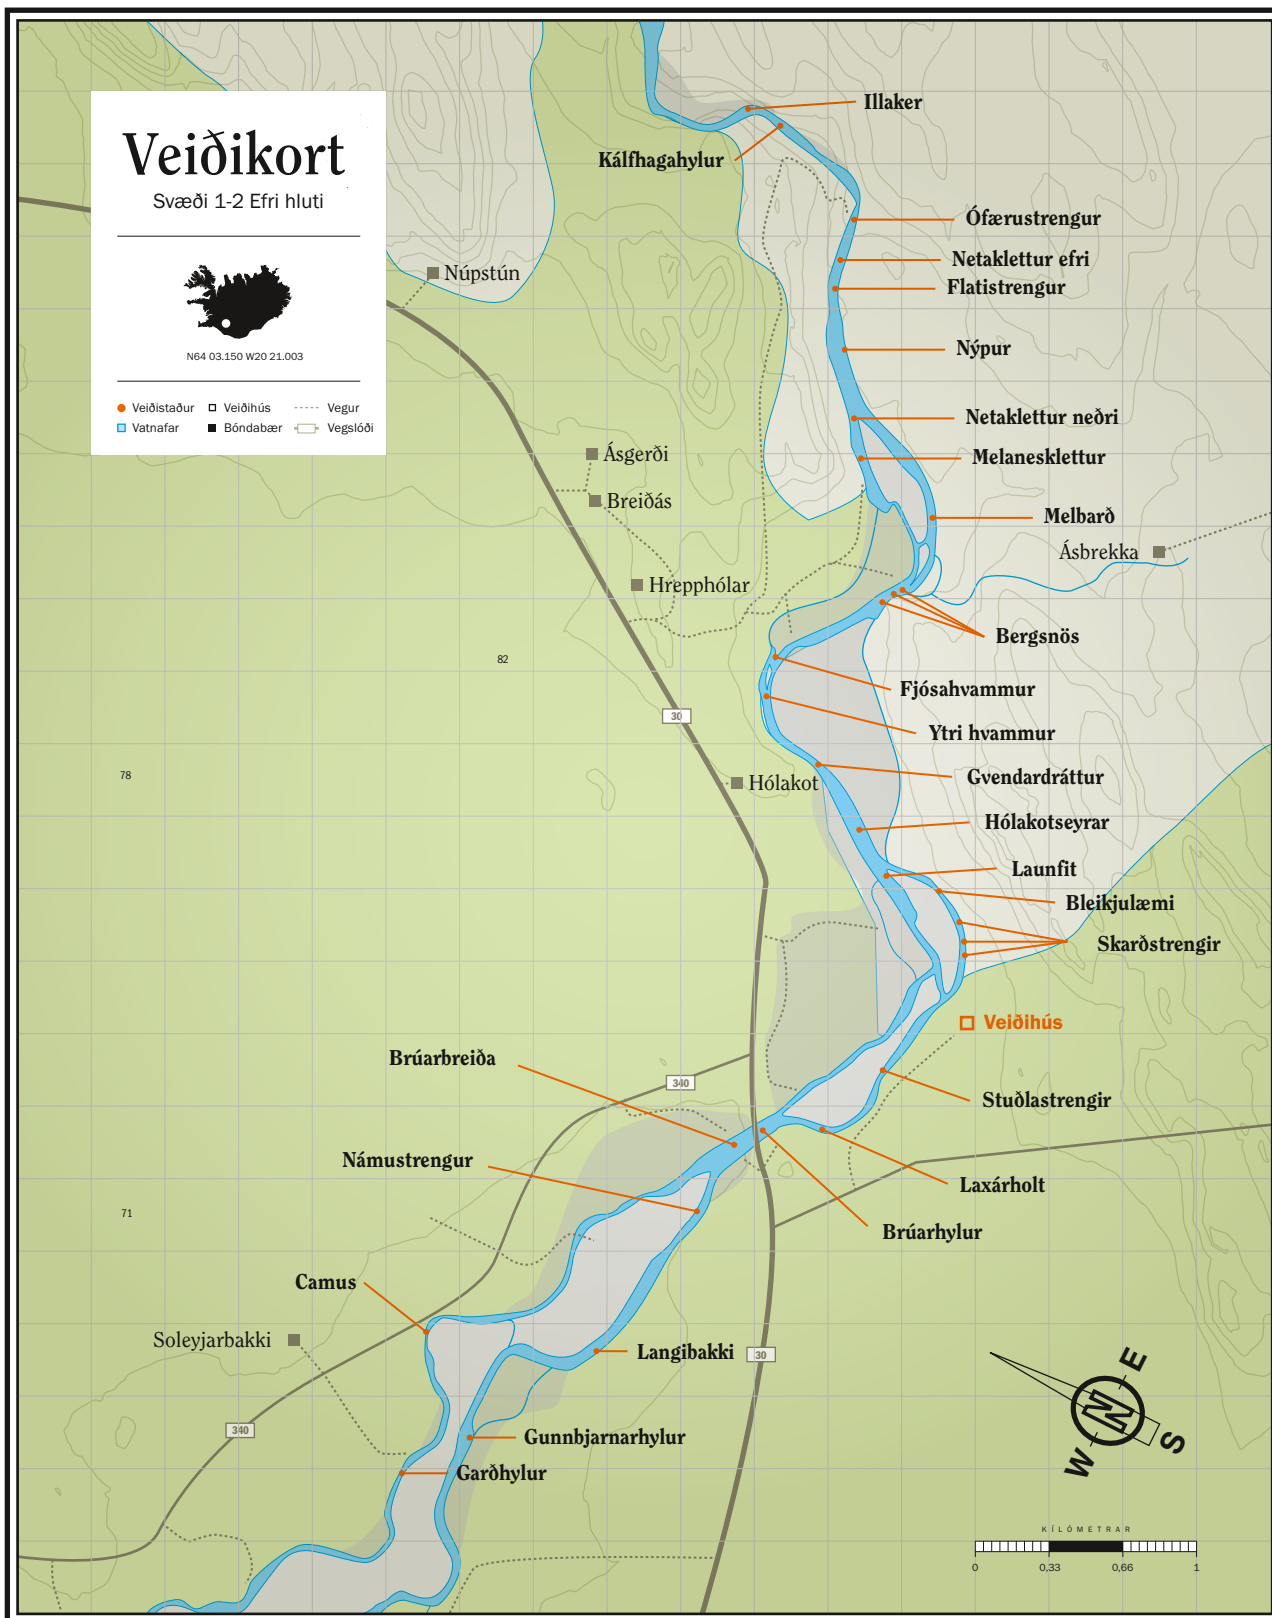 Veiðikort
Svæði 1-2 Efri hluti
N64 03.150 W20 21.003
Veiðistaður
Veiðihús
Vegur
Vatnafar
Bóndabær
Vegslóði
Illaker
Kálfhagahylur
Ófærustrengur
Netaklettur efri
Núpstún
Flatistrengur
Nýpur
Netaklettur neðri
Ásgerði
Melanesklettur
Breiðás
Melbarð
Ásbrekka
Hrepphólar
Bergsnös
82
Fjósahvammur
30
Ytri hvammur
78
Gvendardráttur
Hólakot
Hólakotseyrar
Launfit
Bleikjulæmi
Skarðstrengir
Veiðihús
Brúarbreiða
340
Stuðlastrengir
Námustrengur
Laxárholt
71
Brúarhylur
Camus
Soleyjarbakki
Langibakki
30
E
N
S
W
340
Gunnbjarnarhylur
Garðhylur
KÍLÓMETRAR
0 0,33 0,66 1